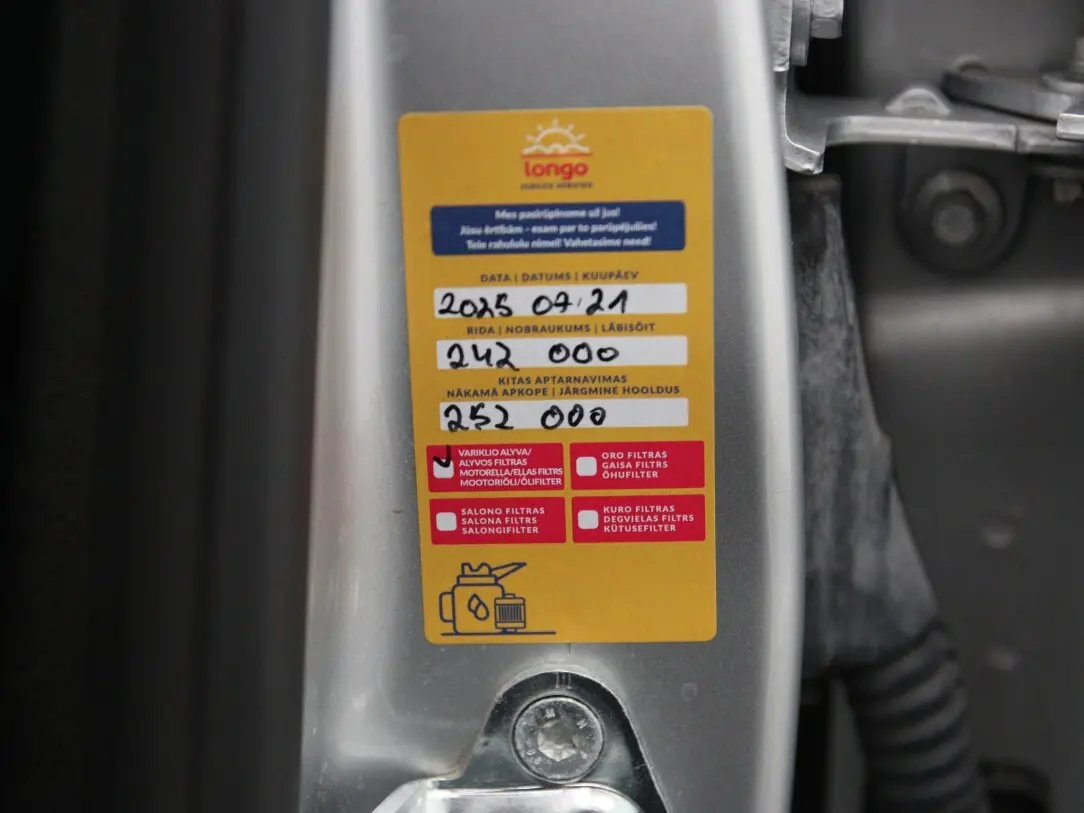 longo
Mes pasirūpinome už jus!
Jūsu ērtībām - esam par to parūpējušies!
Teie rahulolu nimel! Vahetasime need!
DATA | DATUMS | KUUPÄEV
2025 07.21
RIDA | NOBRAUKUMS | LÄBISÕIT
242 000
KITAS APTARNAVIMAS
NĀKAMĀ APKOPE | JÄRGMINE HOOLDUS
252 000
VARIKLIO ALYVA/
ALYVOS FILTRAS
MOTORELLA/ELLAS FILTRS
MOOTORIÕLI/ÕLIFILTER
ORO FILTRAS
GAISA FILTRS
ÕHUFILTER
SALONO FILTRAS
SALONA FILTRS
SALONGIFILTER
KURO FILTRAS
DEGVIELAS FILTRS
KÜTUSEFILTER